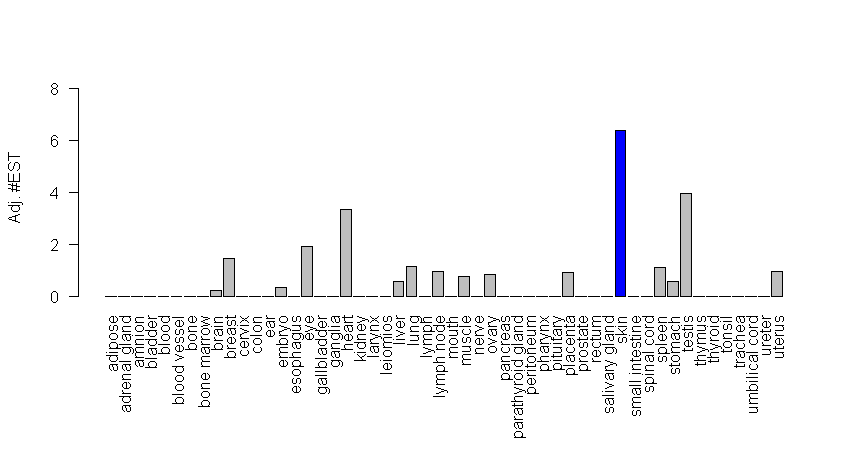 8
6
4
2
0
Adj. #EST
adipose
adrenal gland
amnion
bladder
blood
blood vessel
bone
bone marrow
brain
breast
cervix
colon
ear
embryo
esophagus
eye
gallbladder
ganglia
heart
kidney
larynx
leiomios
liver
lung
lymph
lymph node
mouth
muscle
nerve
ovary
pancreas
parathyroid gland
peritoneum
pharynx
pituitary
placenta
prostate
rectum
salivary gland
skin
small intestine
spinal cord
spleen
stomach
testis
thymus
thyroid
tonsil
trachea
umbilical cord
ureter
uterus